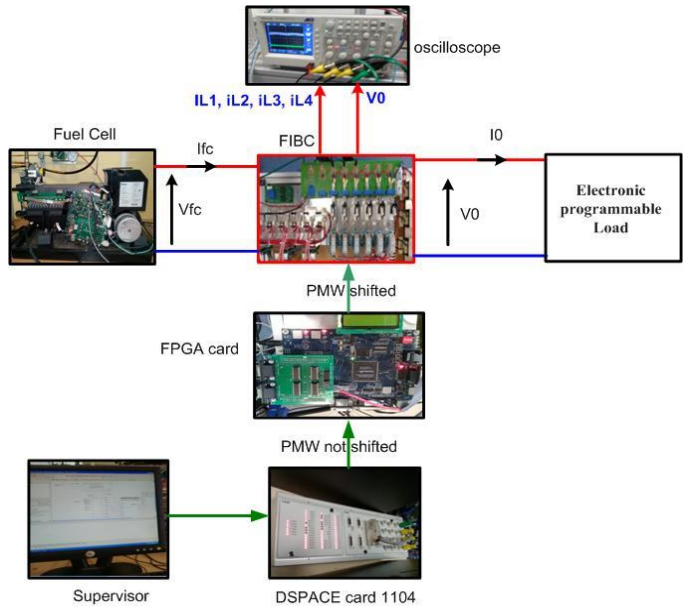 oscilloscope
IL1, iL2, iL3, iL4
V0
Fuel Cell
Ifc
FIBC
I0
Vfc
V0
Electronic
programmable
Load
PMW shifted
FPGA card
PMW not shifted
Supervisor
DSPACE card 1104